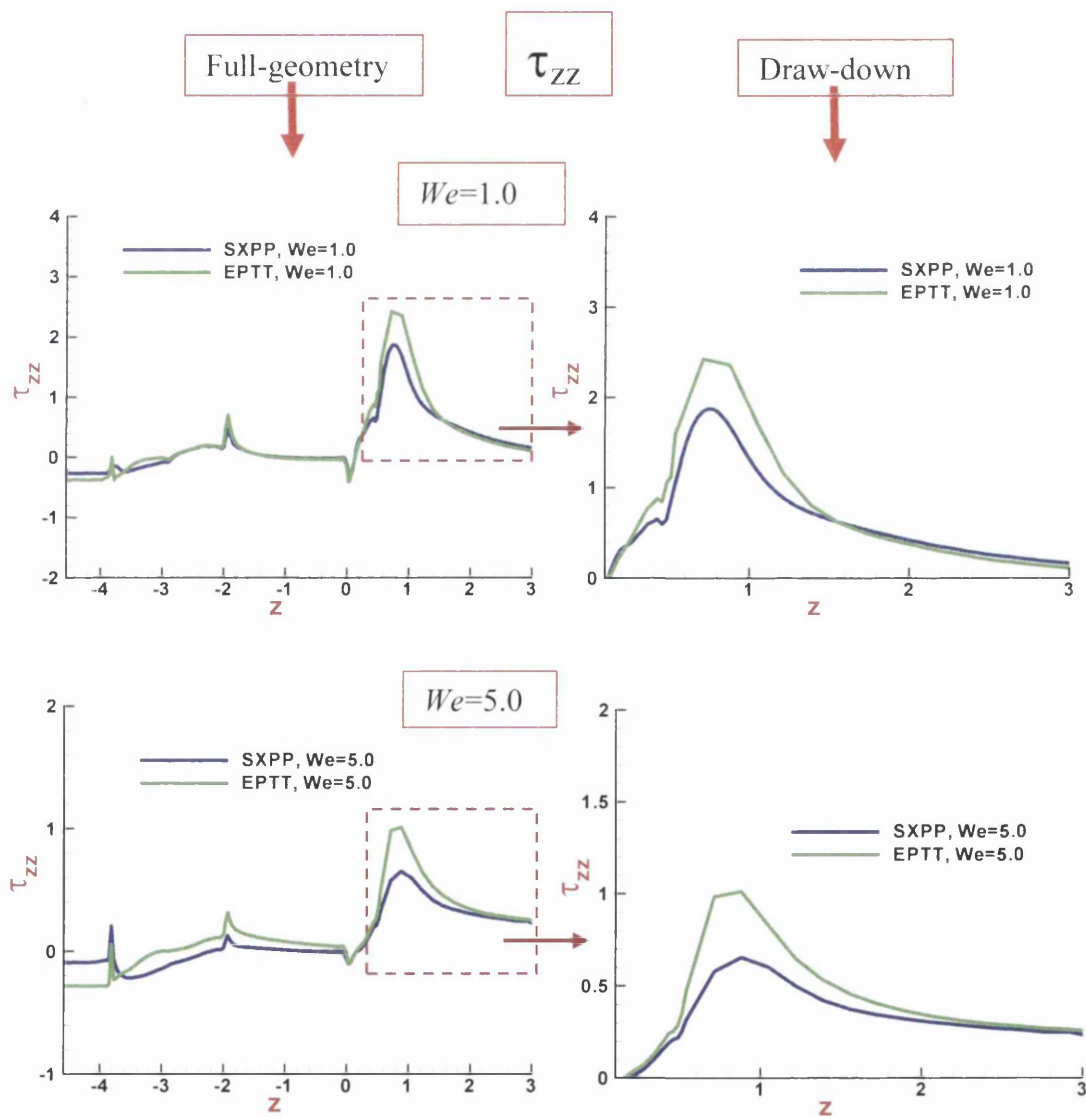 Full-geometry
τzz
Draw-down
We=1.0
4
3
2
1
0
-1
-2
τzz
SXPP, We=1.0
EPTT, We=1.0
-4 -3 -2 -1 0 1 2 3
z
4
3
2
1
0
τzz
SXPP, We=1.0
EPTT, We=1.0
1 2 3
z
We=5.0
2
1
0
-1
τzz
SXPP, We=5.0
EPTT, We=5.0
-4 -3 -2 -1 0 1 2 3
z
2
1.5
1
0.5
0
τzz
SXPP, We=5.0
EPTT, We=5.0
1 2 3
z